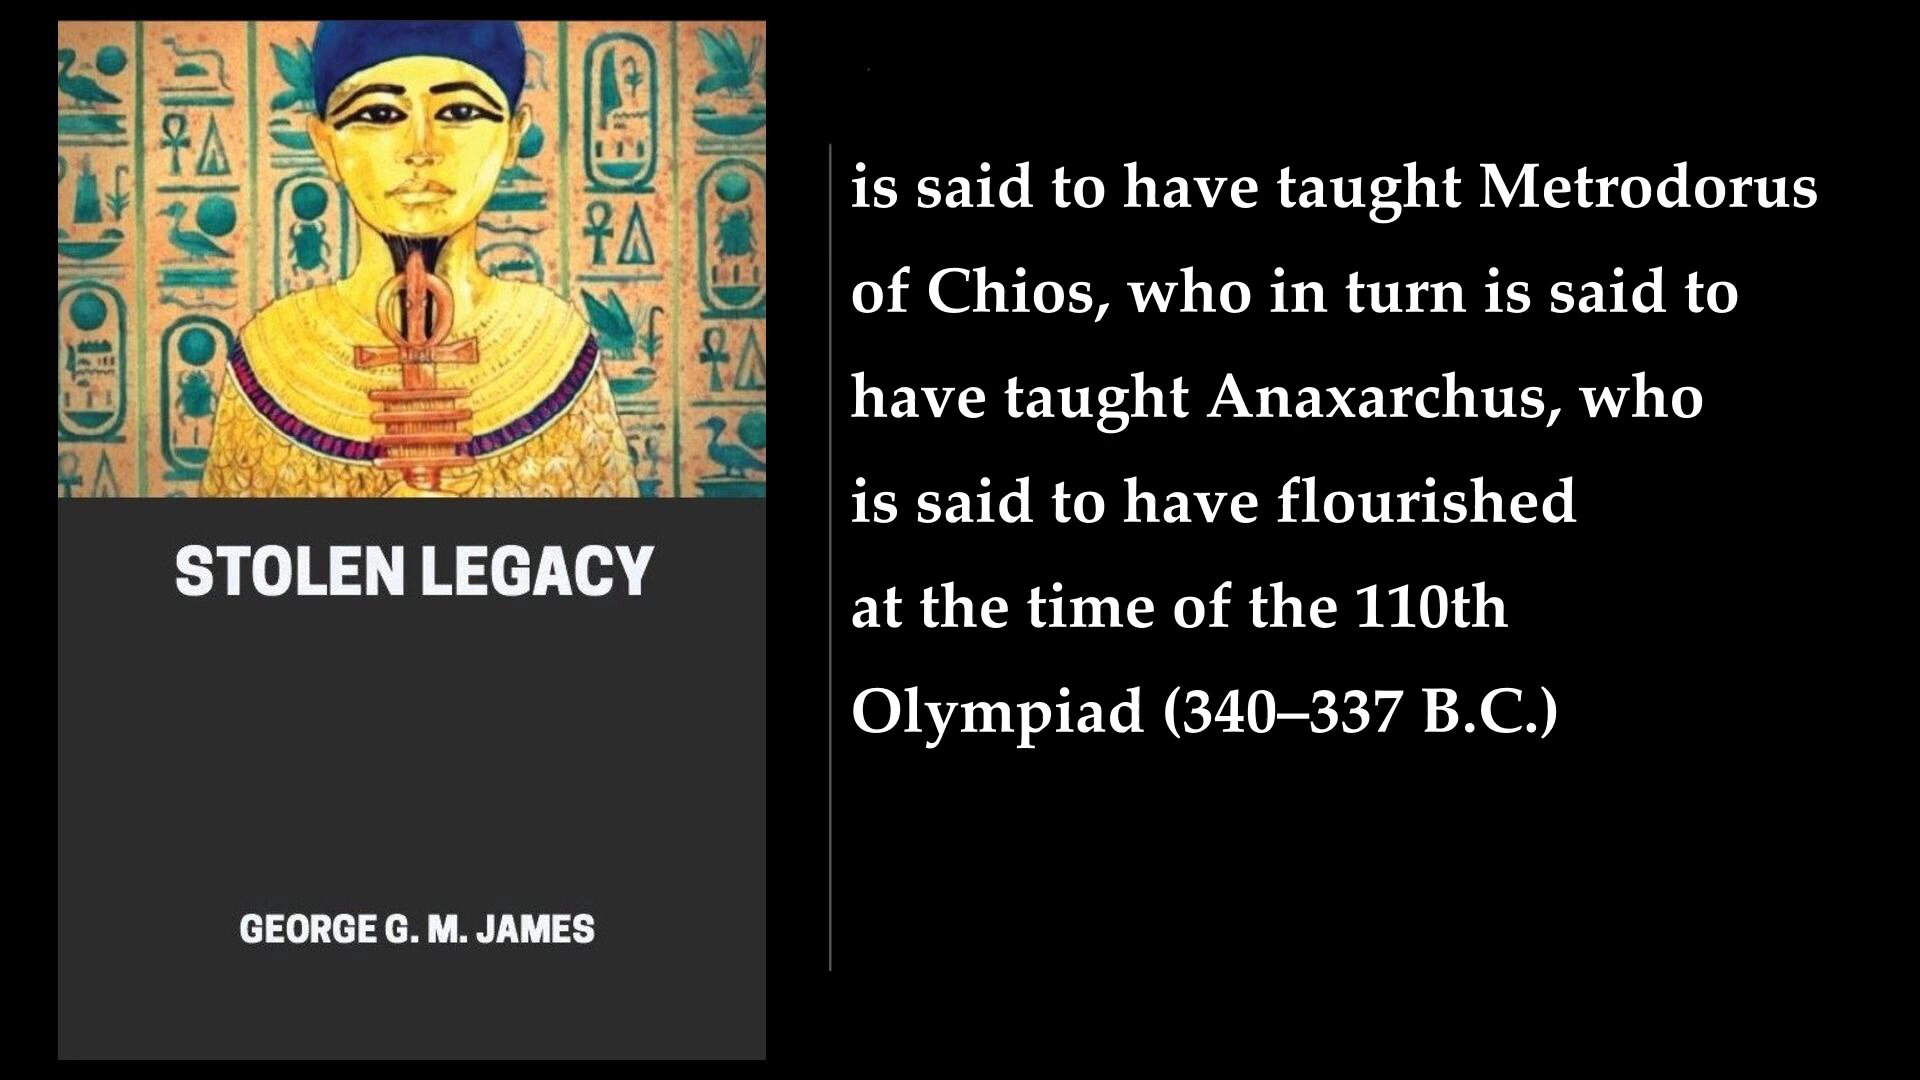 STOLEN LEGACY
GEORGE G. M. JAMES
is said to have taught Metrodorus
of Chios, who in turn is said to
have taught Anaxarchus, who
is said to have flourished
at the time of the 110th
Olympiad (340–337 B.C.)